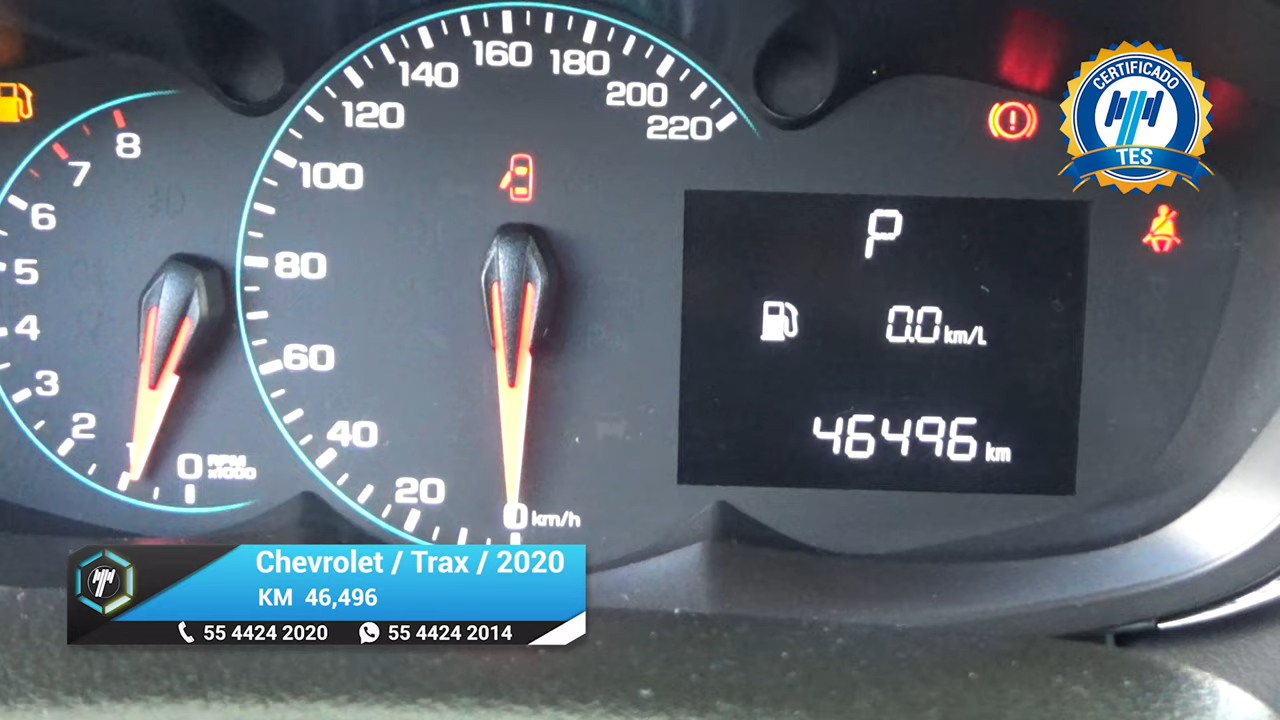 8
7
6
5
4
3
2
1
0
RPM
x1000
220
200
180
160
140
120
100
80
60
40
20
0 km/h
P
0.0 km/L
46496 km
CERTIFICADO
TES
Chevrolet / Trax / 2020
KM 46,496
55 4424 2020 55 4424 2014